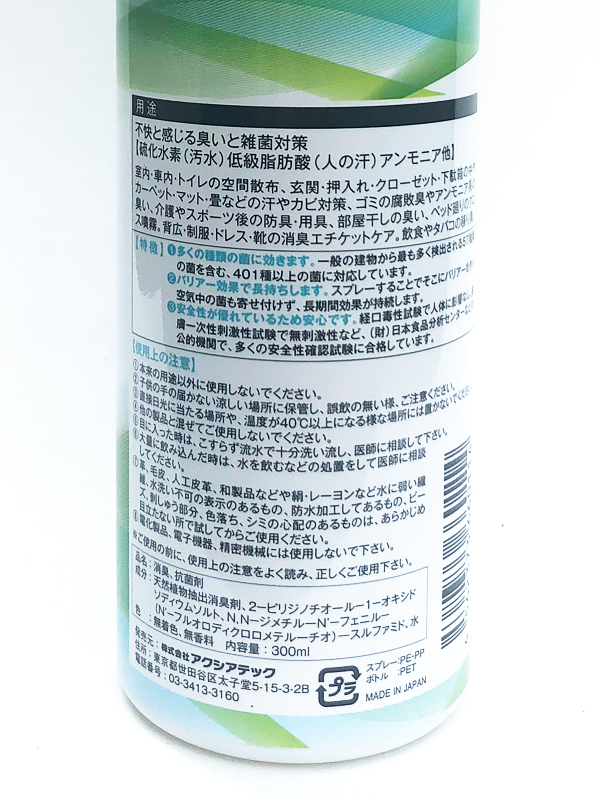 用途
不快と感じる臭いと雑菌対策
【硫化水素(汚水)低級脂肪酸(人の汗)アンモニア他】
室内・車内・トイレの空間散布、玄関・押入れ・クローゼット・下駄箱の中や
カーペット・マット・畳などの汗やカビ対策、ゴミの腐敗臭やアンモニア
臭い、介護やスポーツ後の防具・用具、部屋干しの臭い、ベッド廻りの
ス噴霧。背広・制服・ドレス・靴の消臭エチケットケア。飲食やタバコの
【特徴】❶多くの種類の菌に効きます。一般の建物から最も多く検出される57
の菌を含む、401種以上の菌に対応しています。
❷バリアー効果で長持ちします。スプレーすることでそこにバリアーを
空気中の菌も寄せ付けず、長期間効果が持続します。
❸安全性が優れているため安心です。経口毒性試験で人体に影響なし、
膚一次性刺激性試験で無刺激性など、(財)日本食品分析センターなど
公的機関で、多くの安全性確認試験に合格しています。
【使用上の注意】
①本来の用途以外に使用しないでください。
②子供の手の届かない涼しい場所に保管し、誤飲の無い様、ご注意ください。
③直接日光に当たる場所や、温度が40℃以上になる様な場所には置かないでください。
④他の製品と混ぜてご使用しないでください。
⑤目に入った時は、こすらず流水で十分洗い流し、医師に相談して下さい。
⑥大量に飲み込んだ時は、水を飲むなどの処置をして医師に相談
してください。
⑦革、毛皮、人工皮革、和製品などや絹・レーヨンなど水に弱い繊
維、水洗い不可の表示のあるもの、防水加工してあるもの、ビー
ズ、刺しゅう部分、色落ち、シミの心配のあるものは、あらかじめ
目立たない所で試してからご使用ください。
⑧電化製品、電子機器、精密機械には使用しないで下さい。
※ご使用の前に、使用上の注意をよく読み、正しくご使用下さい。
品名:消臭、抗菌剤
成分:天然植物抽出消臭剤、2−ピリジノチオール−1−オキシド
ソディウムソルト、N,N−ジメチル−N'−フェニル−
(N'−フルオロディクロロメテルーチオ)−スルファミド、水
色:無着色、無香料 内容量:300ml
発売元:株式会社アクシアテック
住所:東京都世田谷区太子堂5-15-3-2B
電話番号:03-3413-3160
プラ
スプレー:PE・PP
ボトル:PET
MADE IN JAPAN